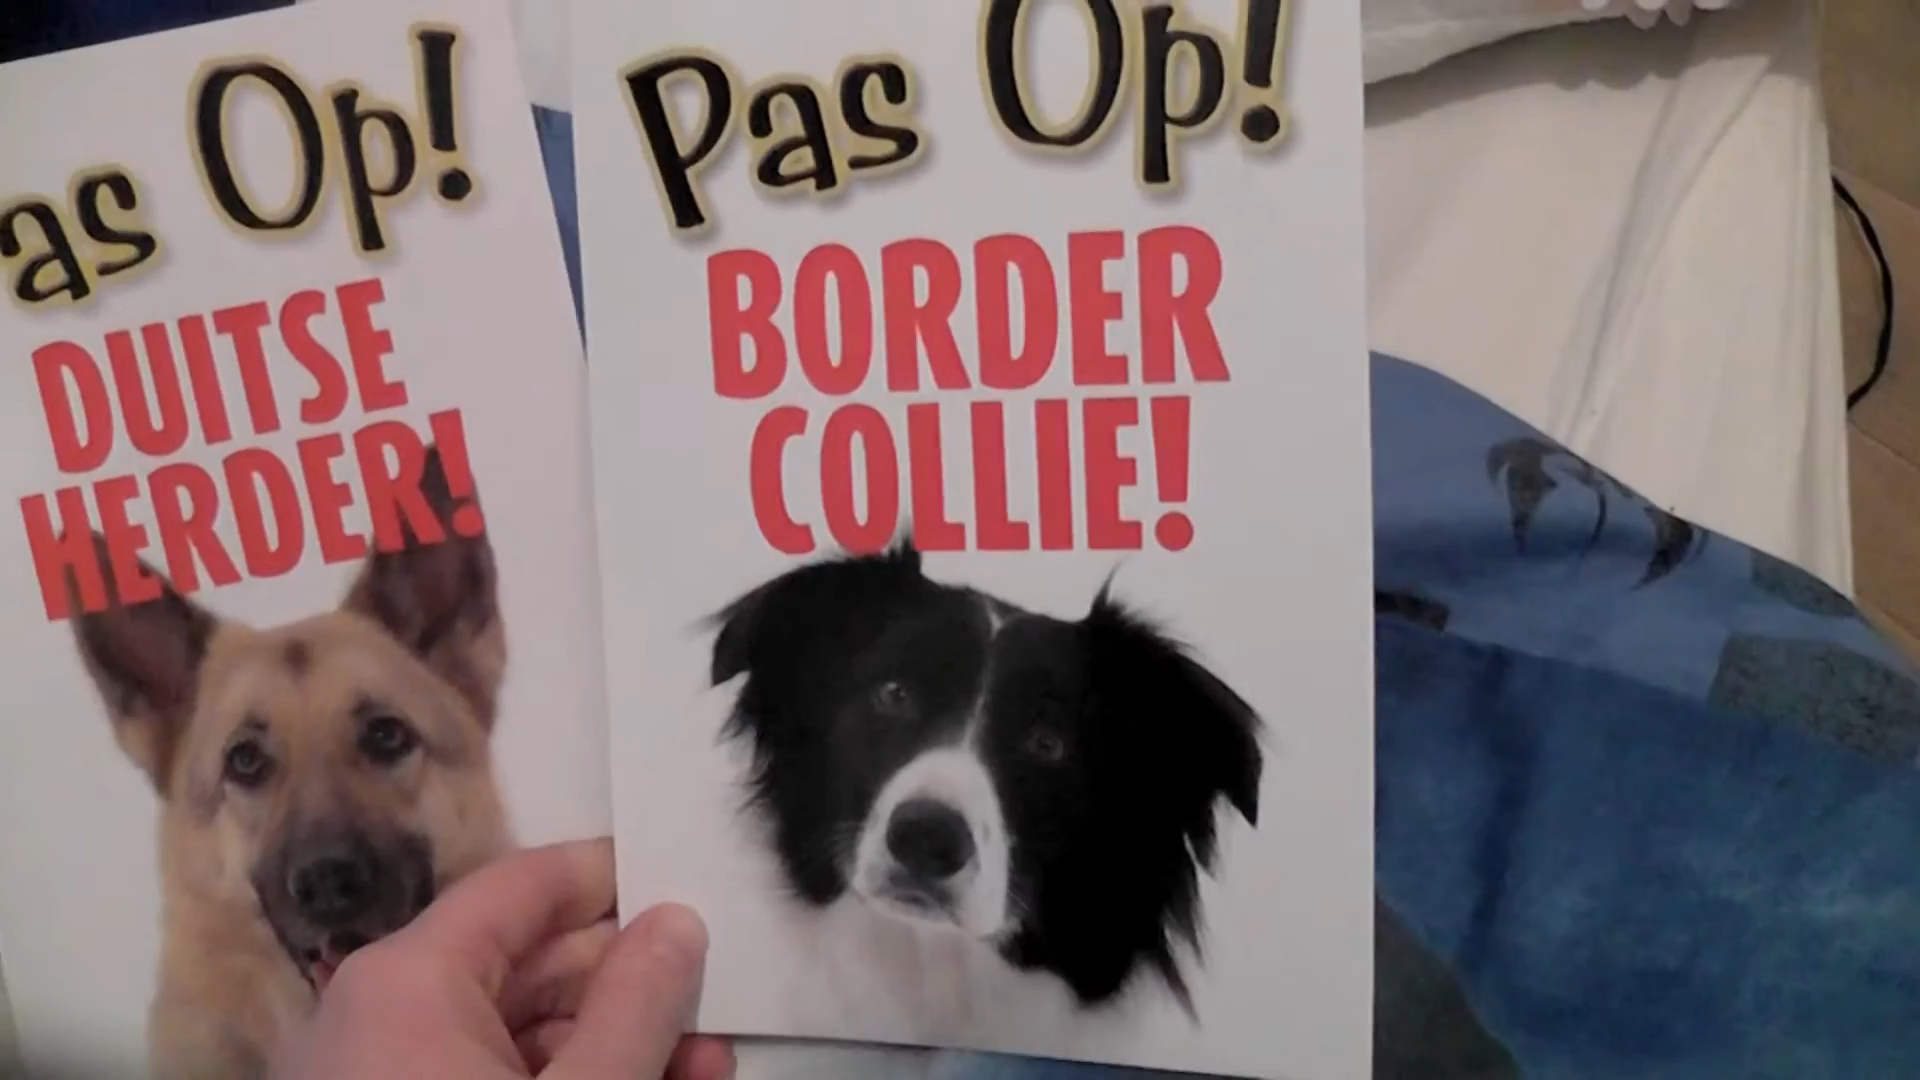 as Op!
DUITSE
HERDER!
Pas Op!
BORDER
COLLIE!